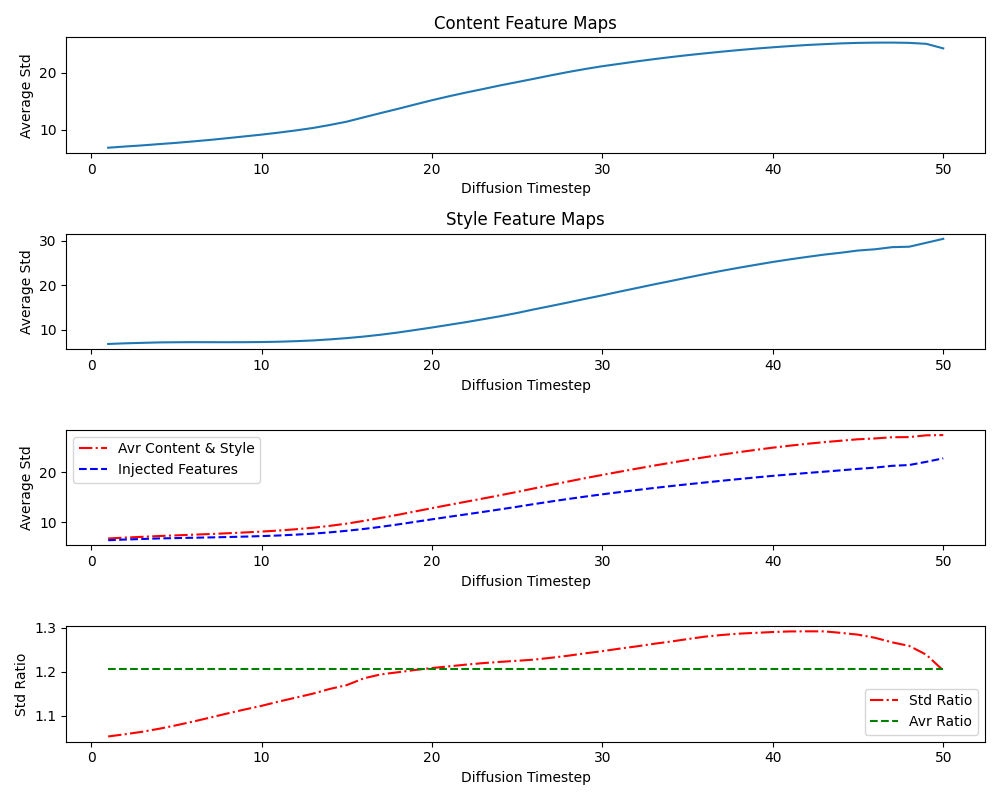 Content Feature Maps
Average Std
20
10
0 10 20 30 40 50
Diffusion Timestep
Style Feature Maps
Average Std
30
20
10
0 10 20 30 40 50
Diffusion Timestep
Average Std
20
10
Avr Content & Style
Injected Features
0 10 20 30 40 50
Diffusion Timestep
Std Ratio
1.3
1.2
1.1
Std Ratio
Avr Ratio
0 10 20 30 40 50
Diffusion Timestep